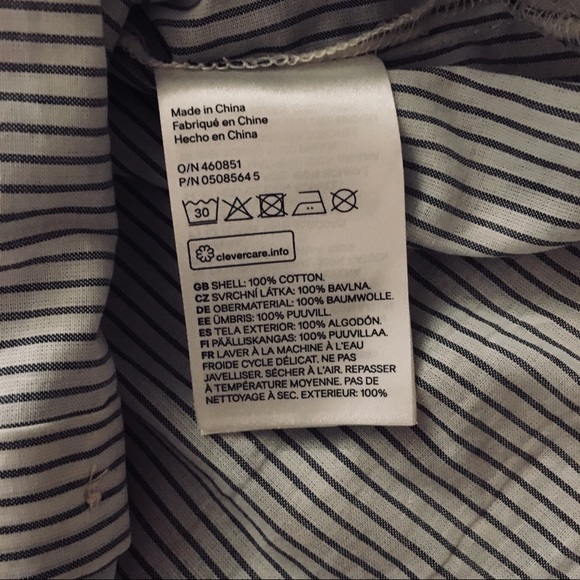 Made in China
Fabriqué en Chine
Hecho en China
O/N 460851
P/N 0508564 5
30
clevercare.info
GB SHELL: 100% COTTON.
CZ SVRCHNÍ LÁTKA: 100% BAVLNA.
DE OBERMATERIAL: 100% BAUMWOLLE.
EE ÜMBRIS: 100% PUUVILL.
ES TELA EXTERIOR: 100% ALGODÓN.
FI PÄÄLLISKANGAS: 100% PUUVILLAA.
FR LAVER À LA MACHINE À L'EAU
FROIDE CYCLE DÉLICAT. NE PAS
JAVELLISER. SÉCHER À L'AIR. REPASSER
À TEMPÉRATURE MOYENNE. PAS DE
NETTOYAGE À SEC. EXTERIEUR: 100%